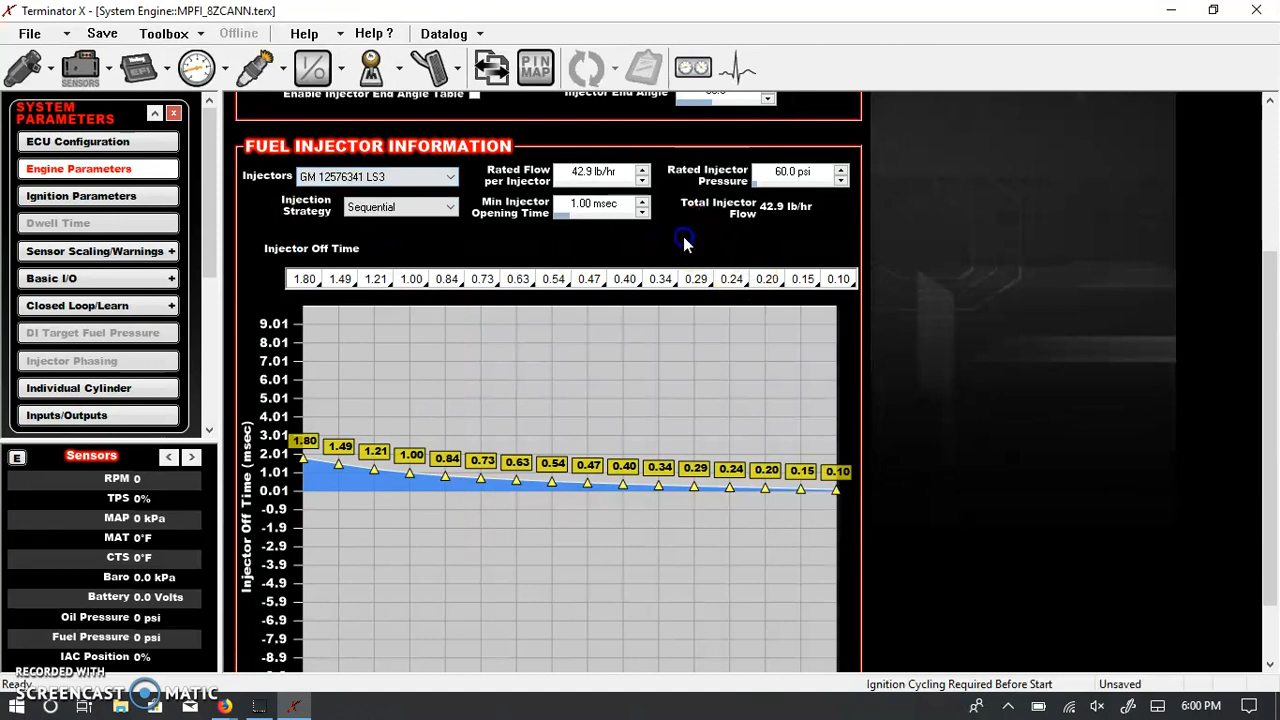 Terminator X - [System Engine::MPFI_8ZCANN.terx]
File Save Toolbox Offline Help Help ? Datalog
SENSORS EFI I/O PIN MAP
SYSTEM PARAMETERS
ECU Configuration
Engine Parameters
Ignition Parameters
Dwell Time
Sensor Scaling/Warnings +
Basic I/O +
Closed Loop/Learn +
DI Target Fuel Pressure
Injector Phasing
Individual Cylinder
Inputs/Outputs
E Sensors < >
RPM 0
TPS 0%
MAP 0 kPa
MAT 0°F
CTS 0°F
Baro 0.0 kPa
Battery 0.0 Volts
Oil Pressure 0 psi
Fuel Pressure 0 psi
IAC Position 0%
Enable Injector End Angle Table Injector End Angle
FUEL INJECTOR INFORMATION
Injectors GM 12576341 LS3
Rated Flow per Injector 42.9 lb/hr
Rated Injector Pressure 60.0 psi
Injection Strategy Sequential
Min Injector Opening Time 1.00 msec
Total Injector Flow 42.9 lb/hr
Injector Off Time
1.80 1.49 1.21 1.00 0.84 0.73 0.63 0.54 0.47 0.40 0.34 0.29 0.24 0.20 0.15 0.10
Injector Off Time (msec)
9.01
8.01
7.01
6.01
5.01
4.01
3.01
2.01
1.01
0.01
-0.9
-1.9
-2.9
-3.9
-4.9
-5.9
-6.9
-7.9
-8.9
1.80 1.49 1.21 1.00 0.84 0.73 0.63 0.54 0.47 0.40 0.34 0.29 0.24 0.20 0.15 0.10
RECORDED WITH
SCREENCAST MATIC
Ready
Ignition Cycling Required Before Start Unsaved
6:00 PM